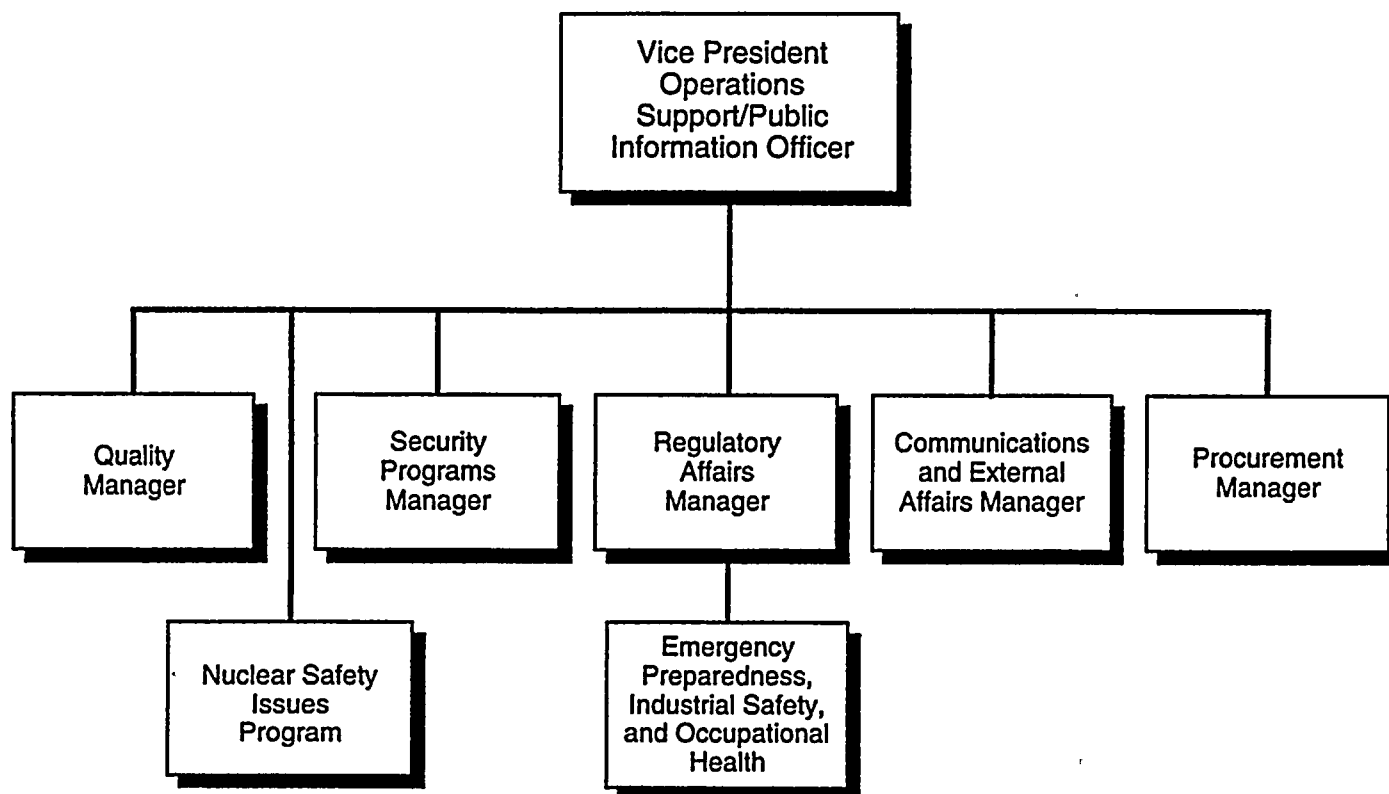 Vice President
Operations
Support/Public
Information Officer
Quality
Manager
Security
Programs
Manager
Regulatory
Affairs
Manager
Communications
and External
Affairs Manager
Procurement
Manager
Nuclear Safety
Issues
Program
Emergency
Preparedness,
Industrial Safety,
and Occupational
Health